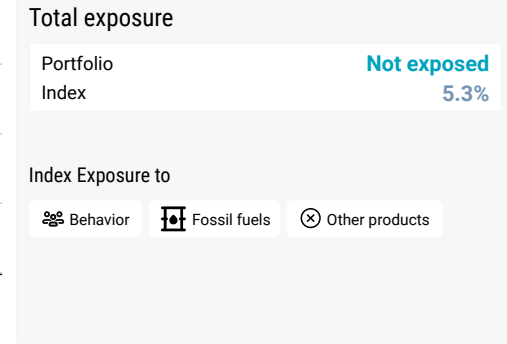 Total exposure
Portfolio Not exposed
Index 5.3%
Index Exposure to
Behavior Fossil fuels Other products